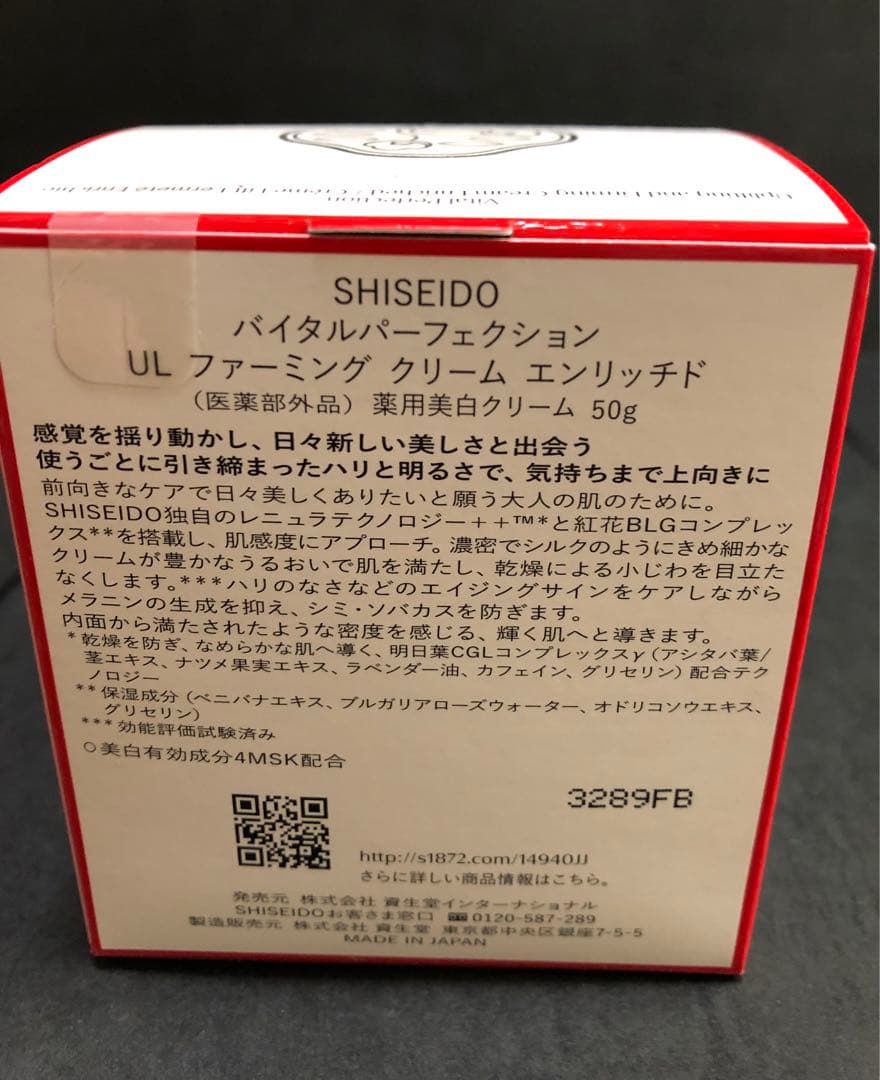 Uplifting and Firming Cream Enriched / Crème Lift Fermeté Enrichie
Vital Perfection
SHISEIDO
バイタルパーフェクション
UL ファーミング クリーム エンリッチド
（医薬部外品） 薬用美白クリーム 50g
感覚を揺り動かし、日々新しい美しさと出会う
使うごとに引き締まったハリと明るさで、気持ちまで上向きに
前向きなケアで日々美しくありたいと願う大人の肌のために。
SHISEIDO独自のレニュラテクノロジー++™*と紅花BLGコンプレッ
クス**を搭載し、肌感度にアプローチ。濃密でシルクのようにきめ細かな
クリームが豊かなうるおいで肌を満たし、乾燥による小じわを目立た
なくします。***ハリのなさなどのエイジングサインをケアしながら
メラニンの生成を抑え、シミ・ソバカスを防ぎます。
内面から満たされたような密度を感じる、輝く肌へと導きます。
*乾燥を防ぎ、なめらかな肌へ導く、明日葉CGLコンプレックスγ（アシタバ葉/
茎エキス、ナツメ果実エキス、ラベンダー油、カフェイン、グリセリン）配合テク
ノロジー
**保湿成分（ベニバナエキス、ブルガリアローズウォーター、オドリコソウエキス、
グリセリン）
***効能評価試験済み
○美白有効成分4MSK配合
3289FB
http://s1872.com/14940JJ
さらに詳しい商品情報はこちら。
発売元 株式会社 資生堂インターナショナル
SHISEIDOお客さま窓口 0120-587-289
製造販売元 株式会社 資生堂 東京都中央区銀座7-5-5
MADE IN JAPAN